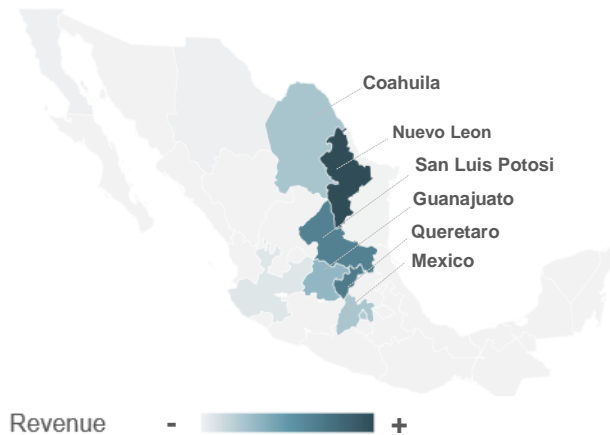 Coahuila
Nuevo Leon
San Luis Potosi
Guanajuato
Queretaro
Mexico
Revenue - +